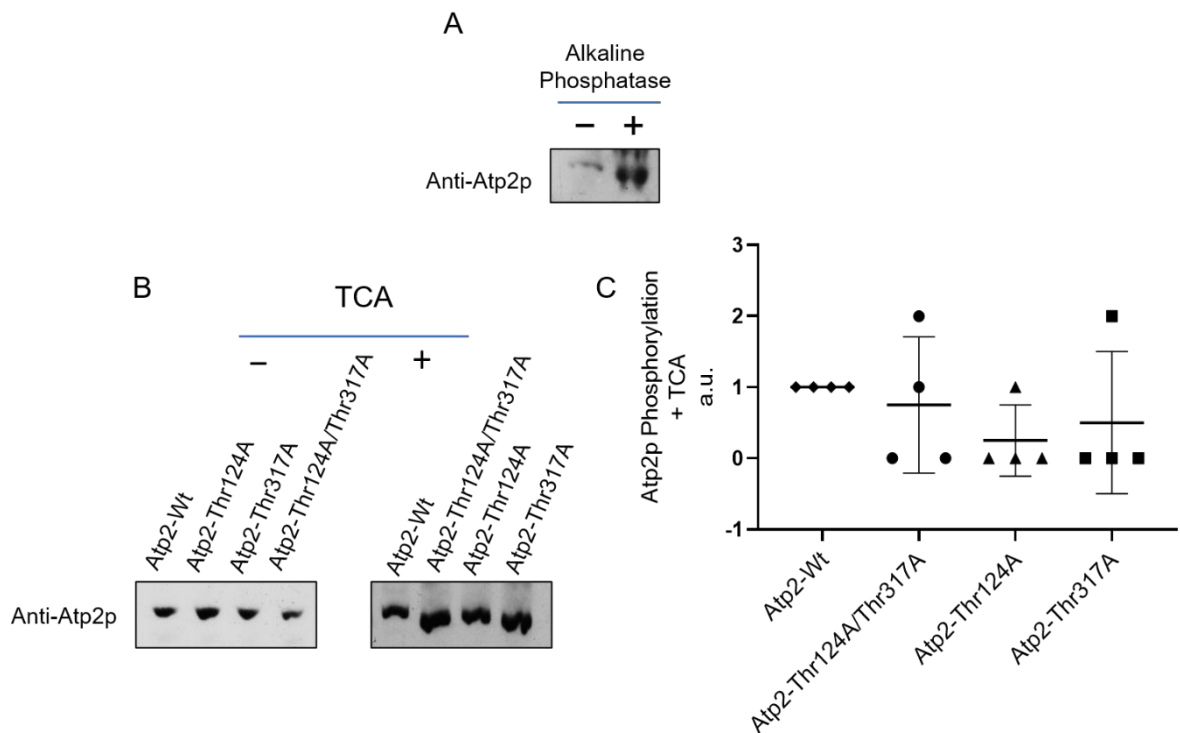 A
Alkaline
Phosphatase
− +
Anti-Atp2p
B
TCA
− +
Atp2-Wt
Atp2-Thr124A
Atp2-Thr317A
Atp2-Thr124A/Thr317A
Atp2-Wt
Atp2-Thr124A/Thr317A
Atp2-Thr124A
Atp2-Thr317A
Anti-Atp2p
C
Atp2p Phosphorylation
+ TCA
a.u.
3
2
1
0
-1
Atp2-Wt
Atp2-Thr124A/Thr317A
Atp2-Thr124A
Atp2-Thr317A